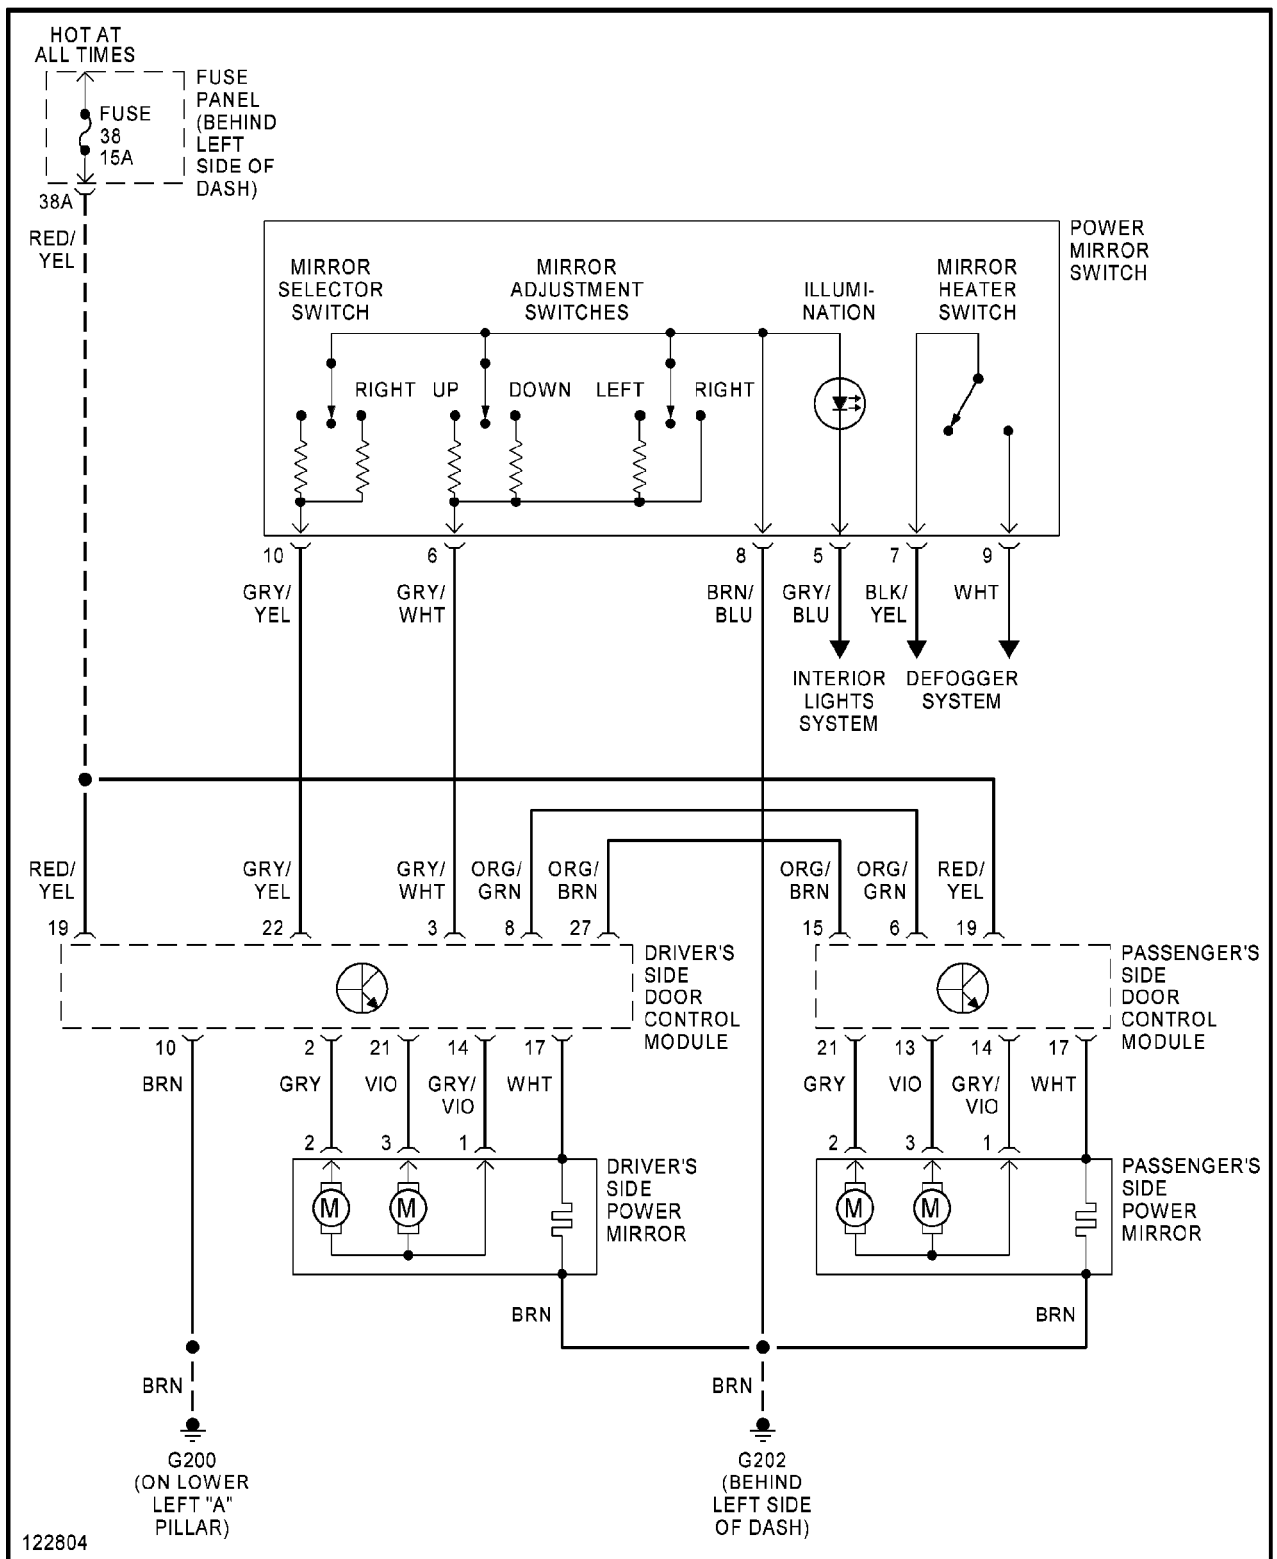 HOT AT
ALL TIMES
FUSE
38
15A
FUSE
PANEL
(BEHIND
LEFT
SIDE OF
DASH)
38A
RED/
YEL
POWER
MIRROR
SWITCH
MIRROR
SELECTOR
SWITCH
MIRROR
ADJUSTMENT
SWITCHES
ILLUMI-
NATION
MIRROR
HEATER
SWITCH
RIGHT UP DOWN LEFT RIGHT
10 6 8 5 7 9
GRY/
YEL
GRY/
WHT
BRN/
BLU
GRY/
BLU
BLK/
YEL
WHT
INTERIOR
LIGHTS
SYSTEM
DEFOGGER
SYSTEM
RED/
YEL
GRY/
YEL
GRY/
WHT
ORG/
GRN
ORG/
BRN
ORG/
BRN
ORG/
GRN
RED/
YEL
19 22 3 8 27 15 6 19
DRIVER'S
SIDE
DOOR
CONTROL
MODULE
PASSENGER'S
SIDE
DOOR
CONTROL
MODULE
10 2 21 14 17 21 13 14 17
BRN
GRY
VIO
GRY/
VIO
WHT
GRY
VIO
GRY/
VIO
WHT
2 3 1 2 3 1
M M
DRIVER'S
SIDE
POWER
MIRROR
M M
PASSENGER'S
SIDE
POWER
MIRROR
BRN BRN
BRN BRN
G200
(ON LOWER
LEFT "A"
PILLAR)
G202
(BEHIND
LEFT SIDE
OF DASH)
122804